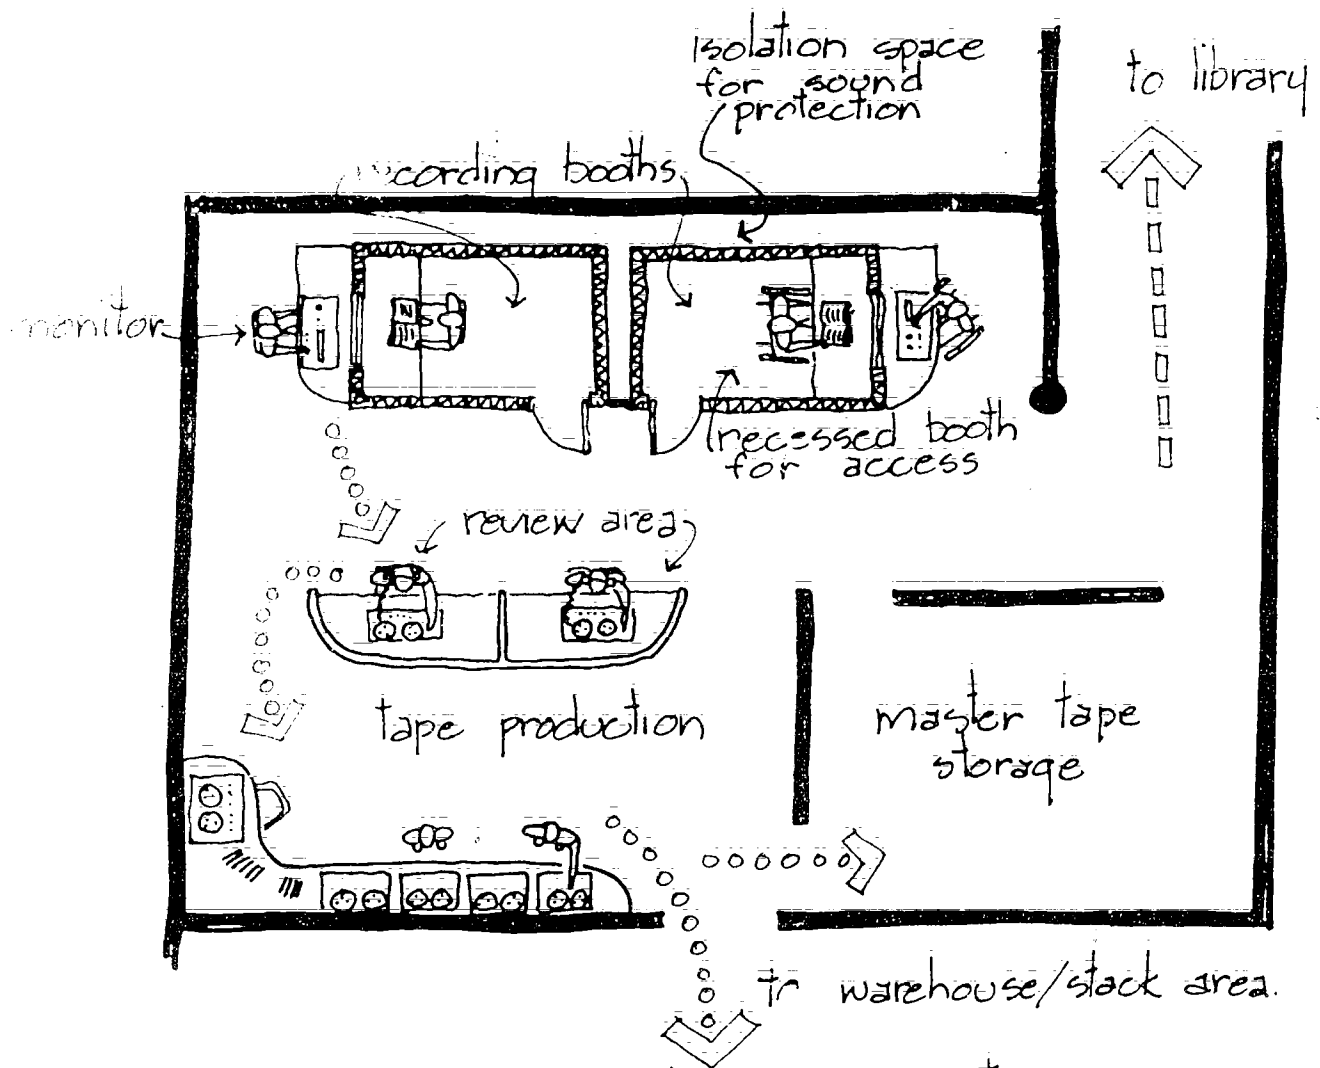 isolation space
for sound
protection
to library
recording booths
monitor
recessed booth
for access
review area
tape production
master tape
storage
to warehouse/stack area.